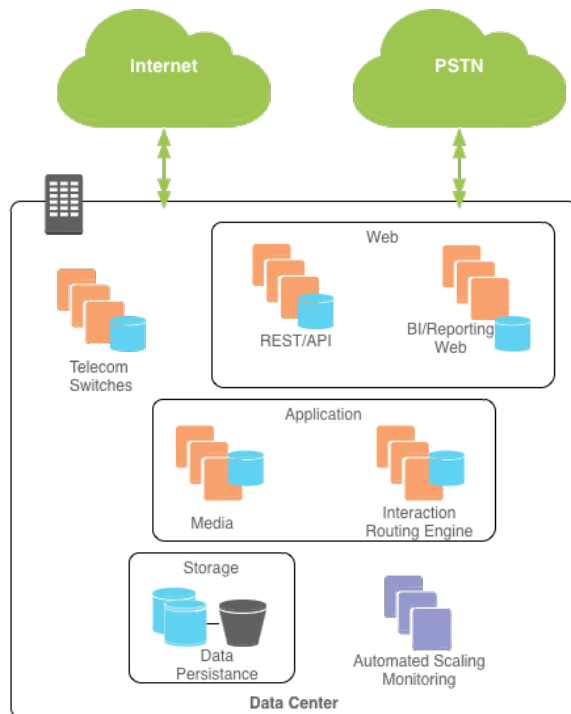 Internet
PSTN
Web
REST/API
BI/Reporting
Web
Telecom
Switches
Application
Media
Interaction
Routing Engine
Storage
Data
Persistance
Automated Scaling
Monitoring
Data Center